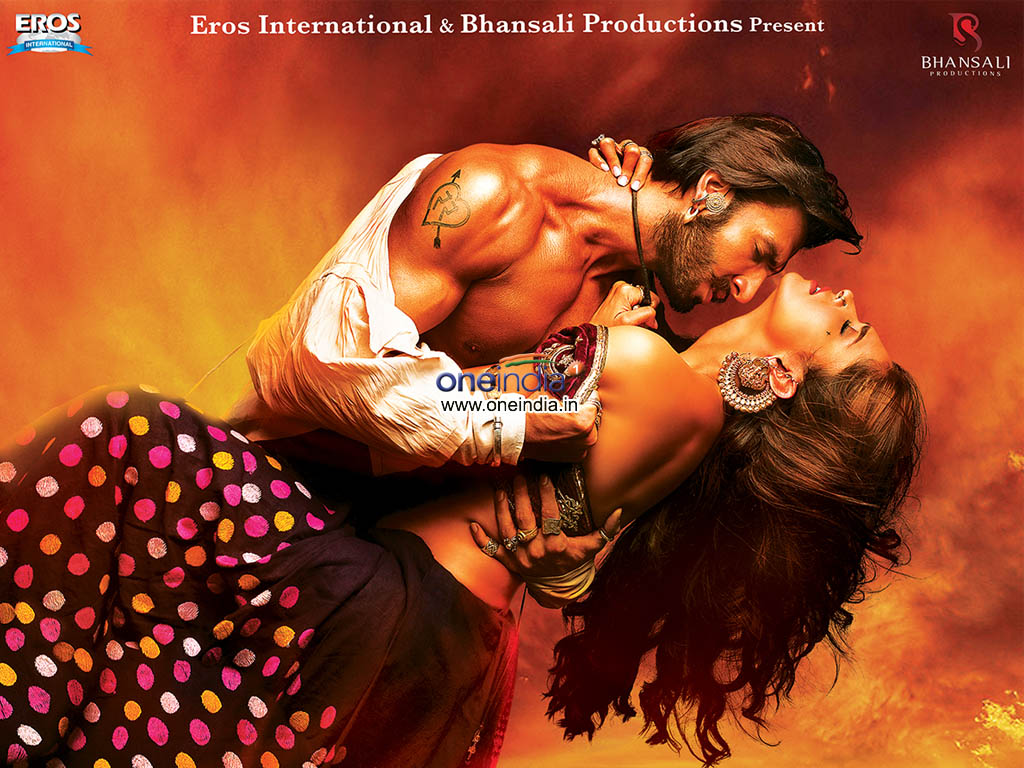 EROS
INTERNATIONAL
Eros International & Bhansali Productions Present
BHANSALI
PRODUCTIONS
oneindia
www.oneindia.in